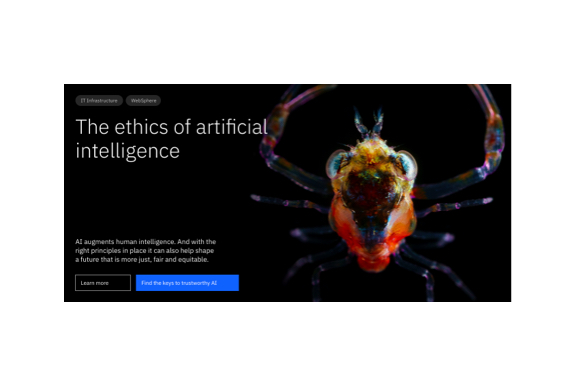 IT Infrastructure
WebSphere
The ethics of artificial
intelligence
AI augments human intelligence. And with the
right principles in place it can also help shape
a future that is more just, fair and equitable.
Learn more
Find the keys to trustworthy AI